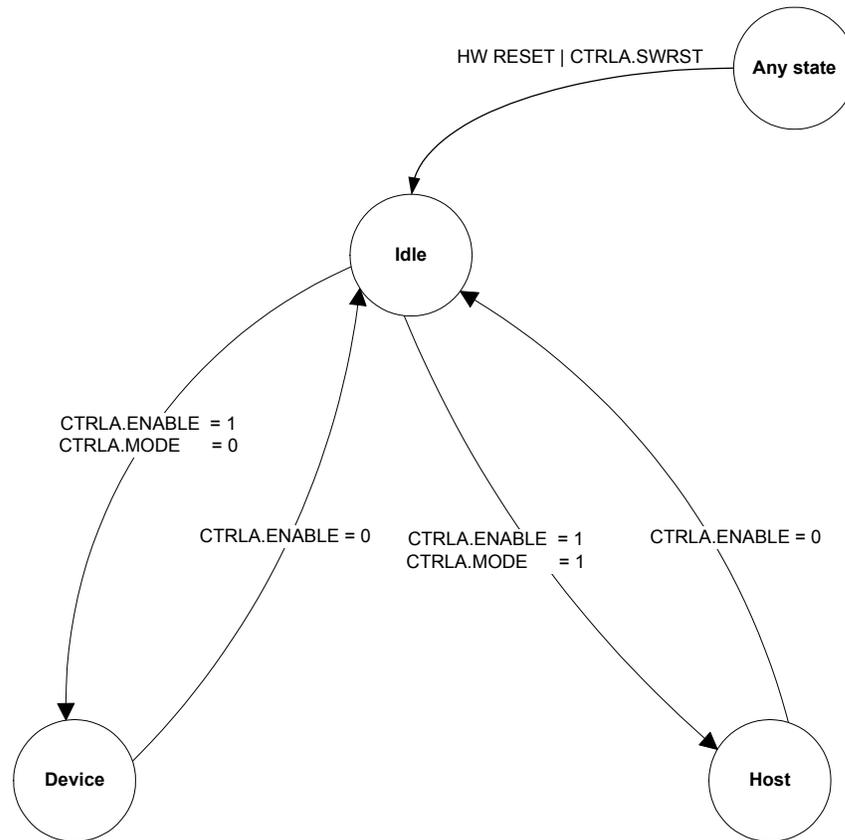 HW RESET | CTRLA.SWRST
Any state
Idle
CTRLA.ENABLE = 1
CTRLA.MODE = 0
CTRLA.ENABLE = 0
CTRLA.ENABLE = 1
CTRLA.MODE = 1
CTRLA.ENABLE = 0
Device
Host